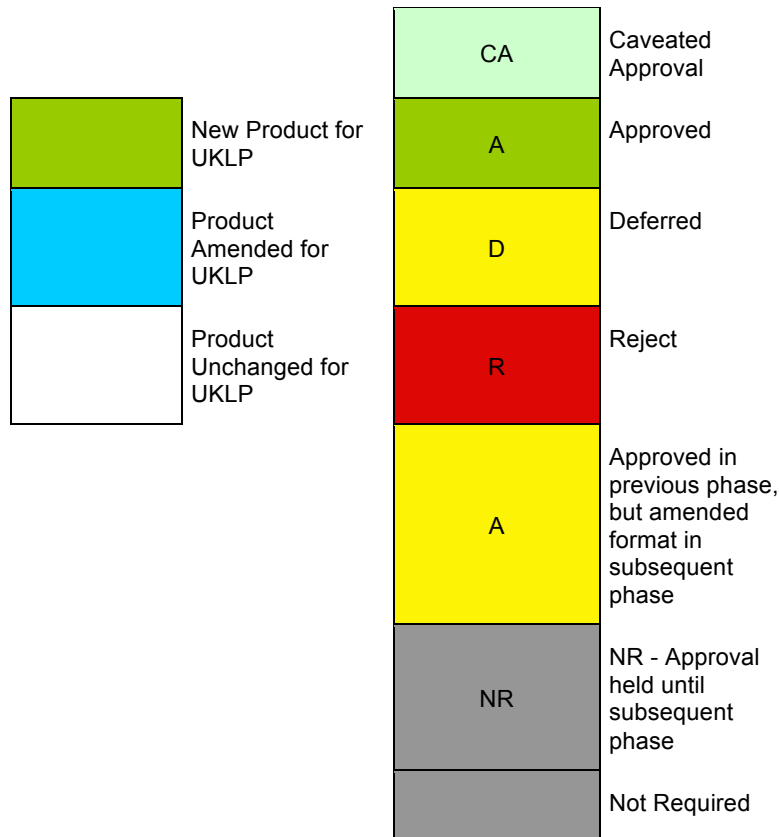 New Product for
UKLP
Product
Amended for
UKLP
Product
Unchanged for
UKLP
CA
Caveated
Approval
A
Approved
D
Deferred
R
Reject
A
Approved in
previous phase,
but amended
format in
subsequent
phase
NR
NR - Approval
held until
subsequent
phase
Not Required